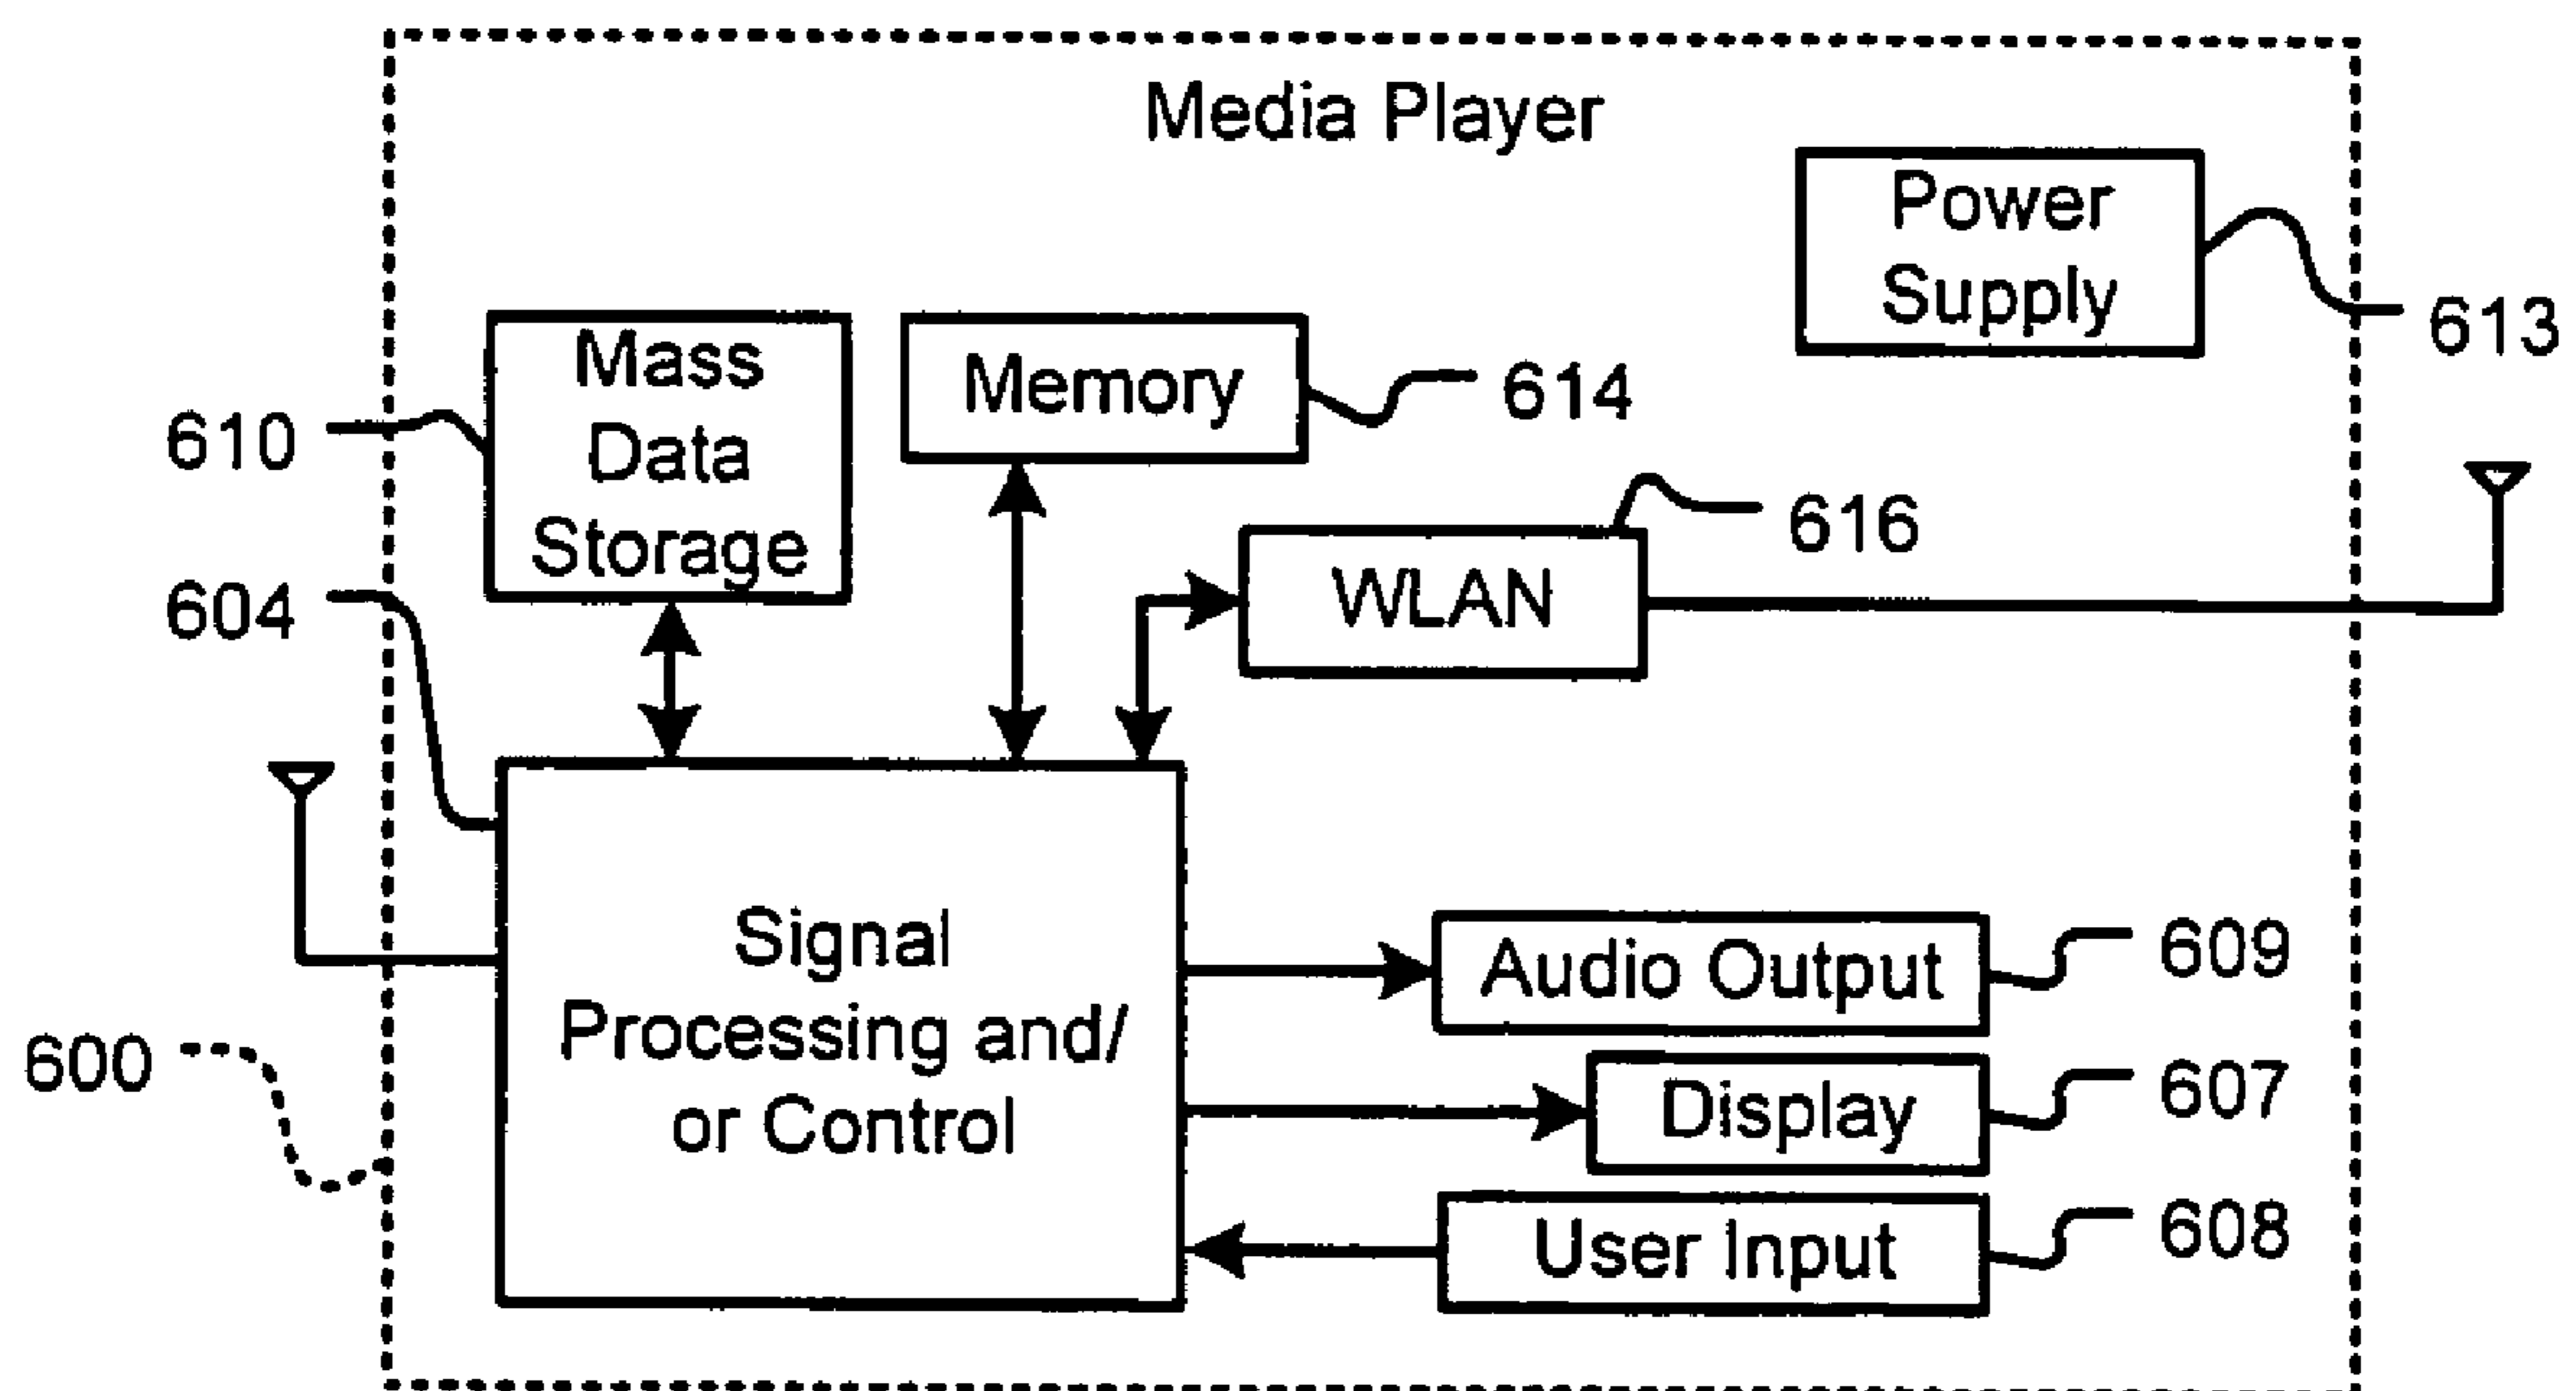 Media Player
Power
Supply
613
Mass
Data
Storage
610
Memory
614
616
WLAN
604
Signal
Processing and/
or Control
Audio Output
609
600
Display
607
User Input
608